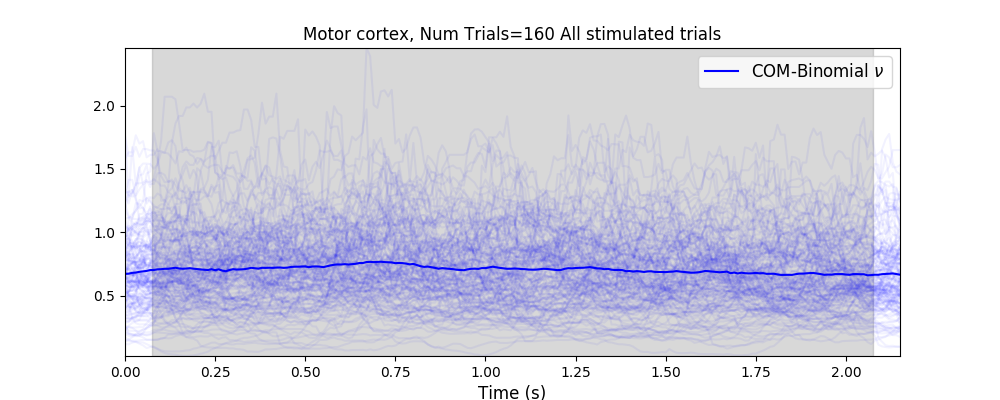 Motor cortex, Num Trials=160 All stimulated trials
COM-Binomial ν
2.0
1.5
1.0
0.5
0.00 0.25 0.50 0.75 1.00 1.25 1.50 1.75 2.00
Time (s)